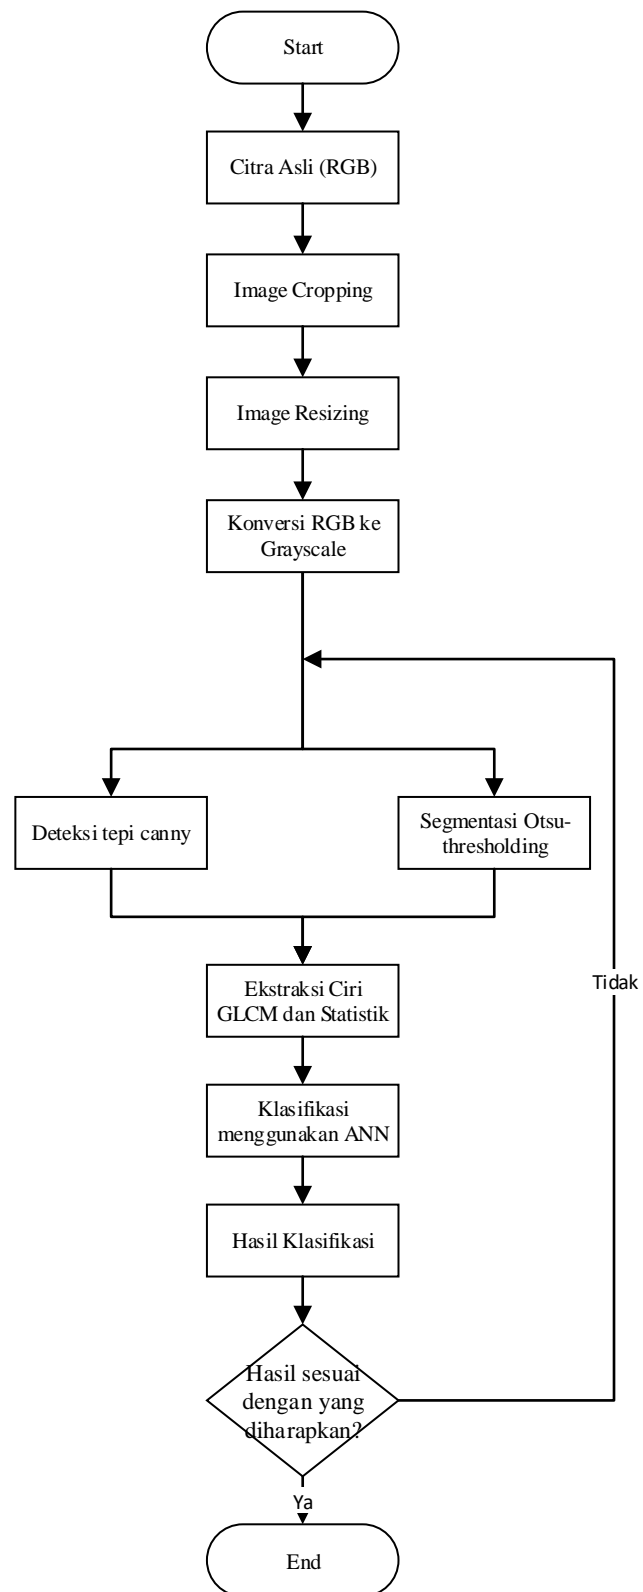 Start
Citra Asli (RGB)
Image Cropping
Image Resizing
Konversi RGB ke
Grayscale
Deteksi tepi canny
Segmentasi Otsu-
thresholding
Ekstraksi Ciri
GLCM dan Statistik
Tidak
Klasifikasi
menggunakan ANN
Hasil Klasifikasi
Hasil sesuai
dengan yang
diharapkan?
Ya
End